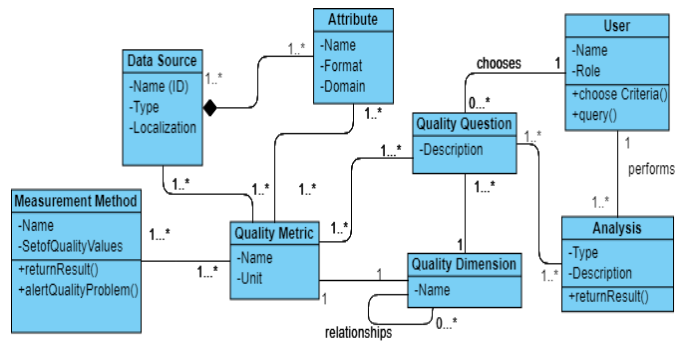 Data Source
-Name (ID)
-Type
-Localization
1..*
1..*
Attribute
-Name
-Format
-Domain
1..*
User
-Name
-Role
+choose Criteria()
+query()
chooses
1
0...*
Quality Question
-Description
1..*
1...*
1...*
1
performs
1..*
1..*
1..*
1..*
Measurement Method
-Name
-SetofQualityValues
+returnResult()
+alertQualityProblem()
1...*
1...*
Quality Metric
-Name
-Unit
1..*
1
1
1
Quality Dimension
-Name
0...*
relationships
Analysis
-Type
-Description
+returnResult()
1..*